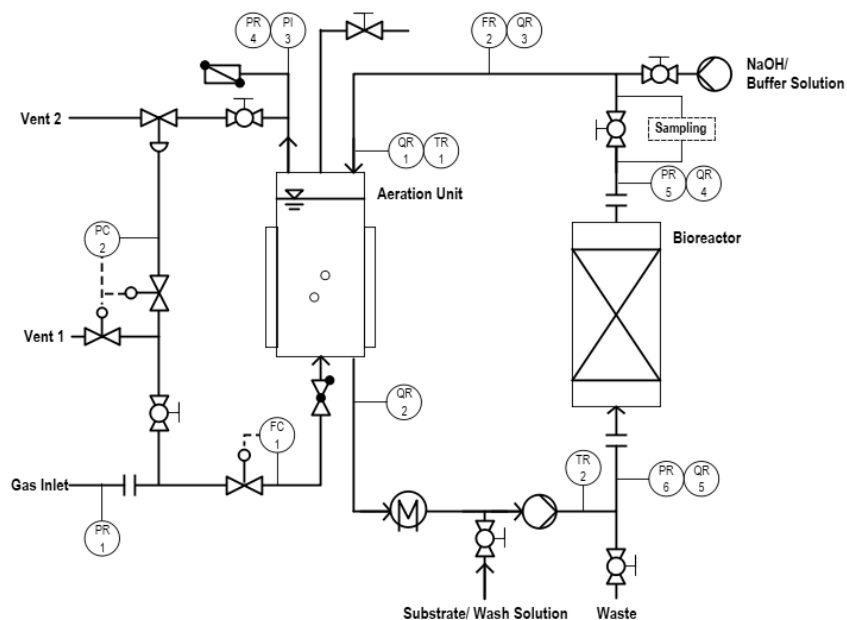 PR
4
PI
3
FR
2
QR
3
NaOH/
Buffer Solution
Vent 2
Sampling
QR
1
TR
1
Aeration Unit
PR
5
QR
4
PC
2
Bioreactor
Vent 1
QR
2
FC
1
Gas Inlet
TR
2
PR
6
QR
5
PR
1
M
Substrate/ Wash Solution
Waste